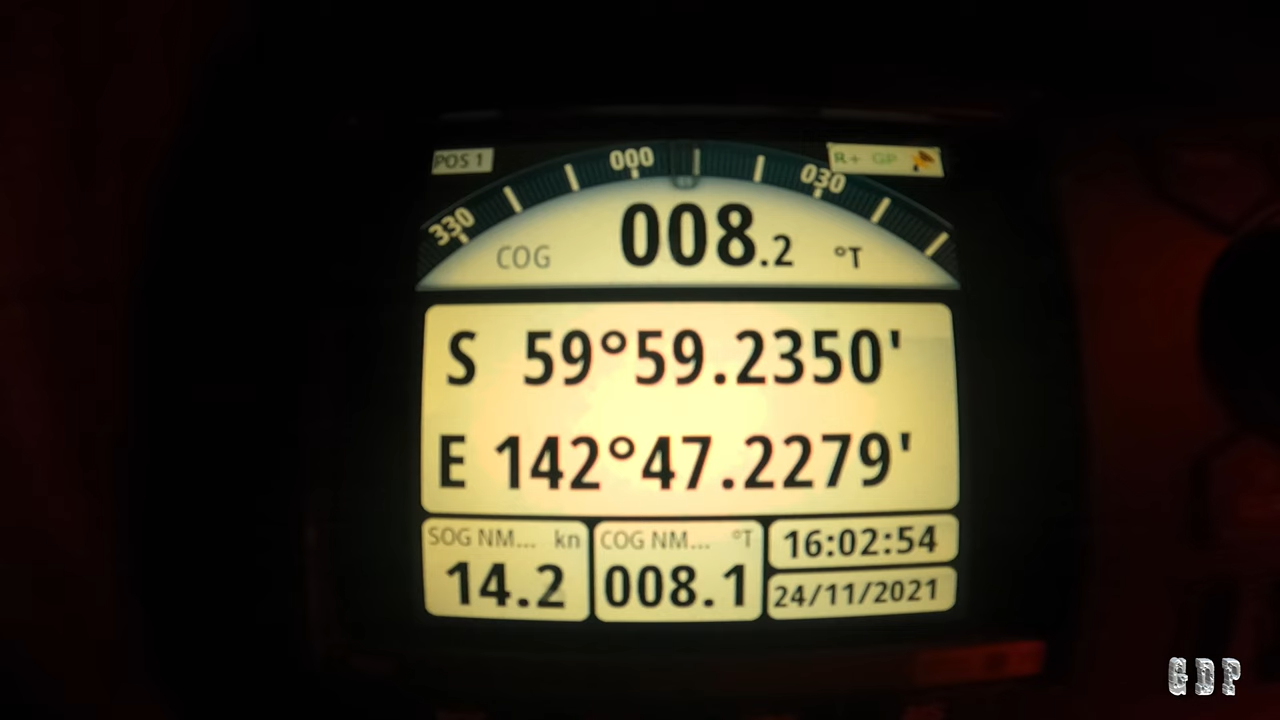 POS 1
R+ GP
330
000
030
COG 008.2 °T
S 59°59.2350'
E 142°47.2279'
SOG NM... kn
14.2
COG NM... °T
008.1
16:02:54
24/11/2021
GDP